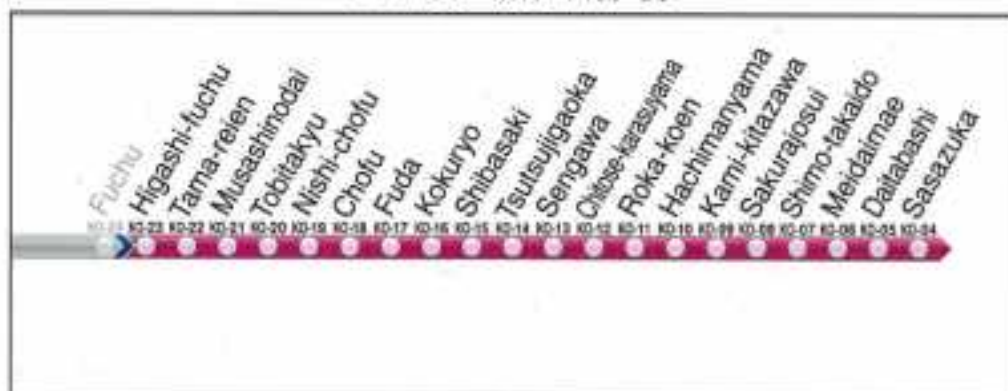 Fuchu
Higashi-fuchu
Tama-reien
Musashinodai
Tobitakyu
Nishi-chofu
Chofu
Fuda
Kokuryo
Shibasaki
Tsutsujigaoka
Sengawa
Chitose-karasuyama
Roka-koen
Hachimanyama
Kami-kitazawa
Sakurajosui
Shimo-takaido
Meidaimae
Daitabashi
Sasazuka
KO-24 KO-23 KO-22 KO-21 KO-20 KO-19 KO-18 KO-17 KO-16 KO-15 KO-14 KO-13 KO-12 KO-11 KO-10 KO-09 KO-08 KO-07 KO-06 KO-05 KO-04